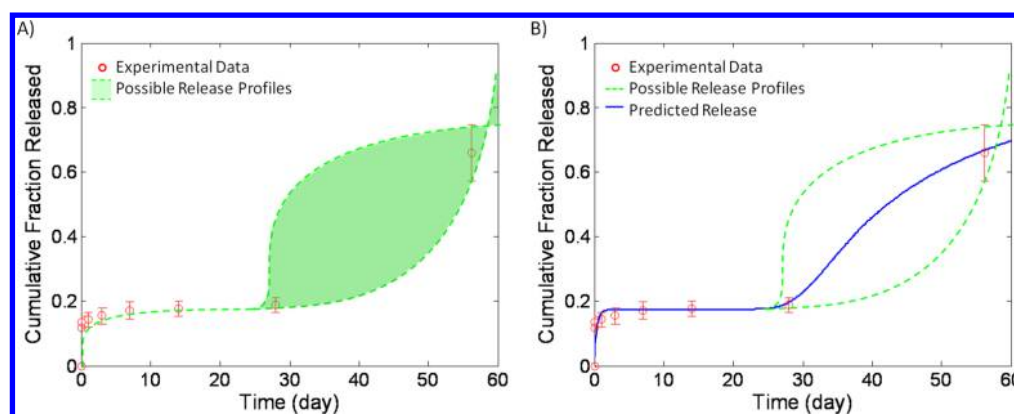 A)
Cumulative Fraction Released
1
0.8
0.6
0.4
0.2
0
Experimental Data
Possible Release Profiles
0 10 20 30 40 50 60
Time (day)
B)
Cumulative Fraction Released
1
0.8
0.6
0.4
0.2
0
Experimental Data
Possible Release Profiles
Predicted Release
0 10 20 30 40 50 60
Time (day)